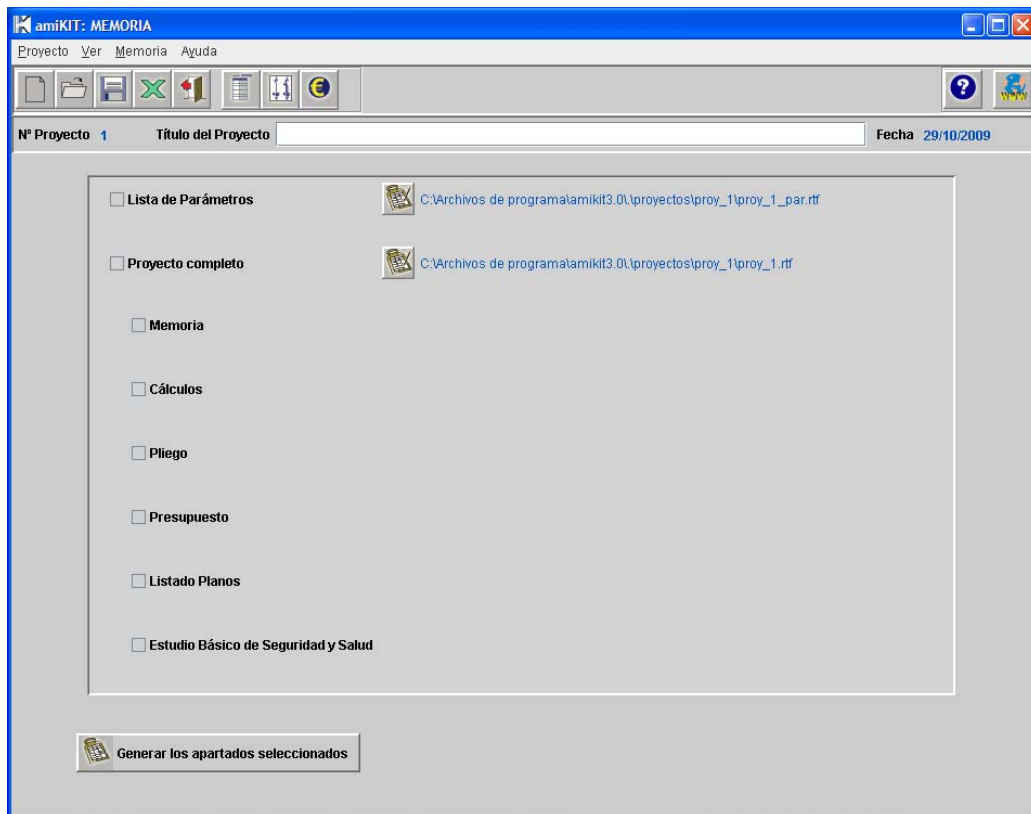 amiKIT: MEMORIA
Proyecto Ver Memoria Ayuda
Nº Proyecto 1 Título del Proyecto Fecha 29/10/2009
Lista de Parámetros C:\Archivos de programa\amikit3.0\.\proyectos\proy_1\proy_1_par.rtf
Proyecto completo C:\Archivos de programa\amikit3.0\.\proyectos\proy_1\proy_1.rtf
Memoria
Cálculos
Pliego
Presupuesto
Listado Planos
Estudio Básico de Seguridad y Salud
Generar los apartados seleccionados